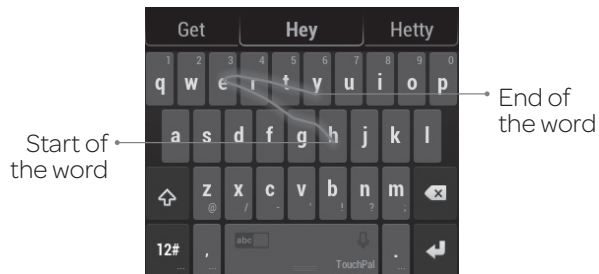 Get Hey Hetty
1 2 3 4 5 6 7 8 9 0
q w e r t y u i o p
End of
the word
a s d f g h j k l
Start of
the word
z x c v b n m
@ / - ' ! ? ;
12# , abc . 
... TouchPal ...